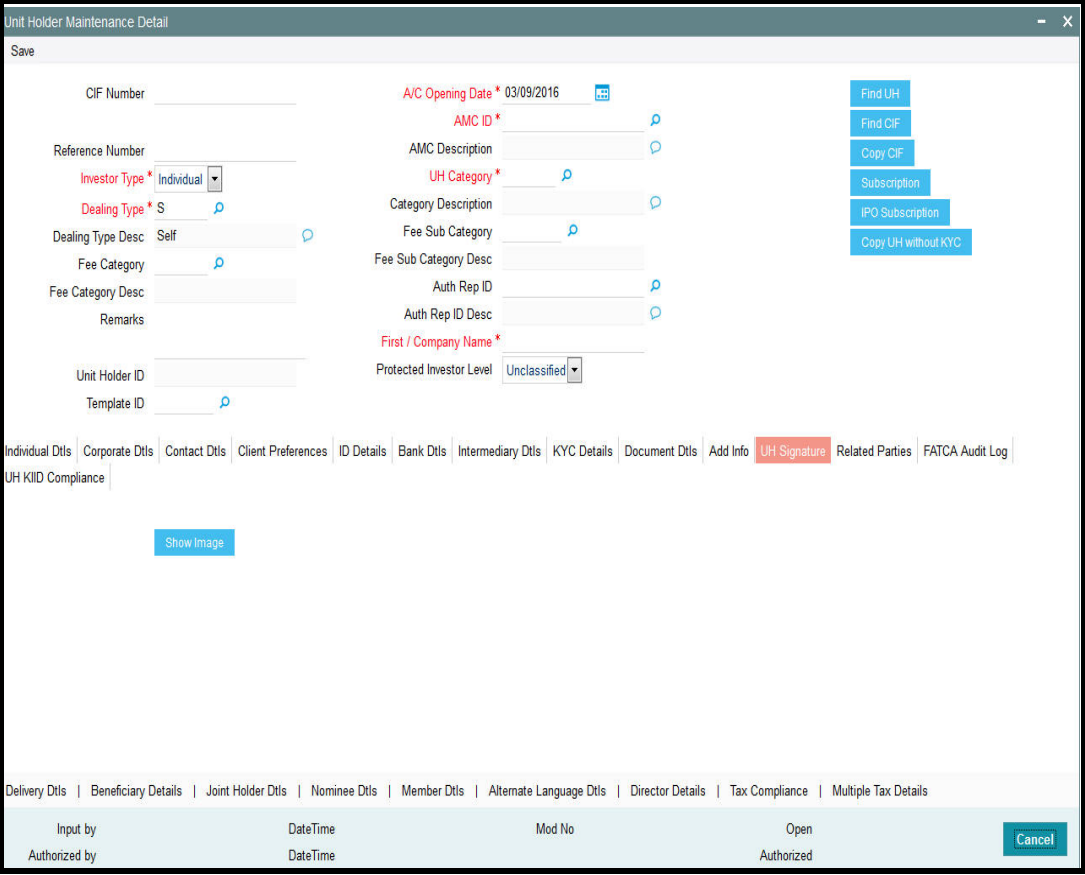 Unit Holder Maintenance Detail
Save
CIF Number
Reference Number
Investor Type * Individual
Dealing Type * S
Dealing Type Desc Self
Fee Category
Fee Category Desc
Remarks
Unit Holder ID
Template ID
A/C Opening Date * 03/09/2016
AMC ID *
AMC Description
UH Category *
Category Description
Fee Sub Category
Fee Sub Category Desc
Auth Rep ID
Auth Rep ID Desc
First / Company Name *
Protected Investor Level Unclassified
Find UH
Find CIF
Copy CIF
Subscription
IPO Subscription
Copy UH without KYC
Individual Dtls Corporate Dtls Contact Dtls Client Preferences ID Details Bank Dtls Intermediary Dtls KYC Details Document Dtls Add Info UH Signature Related Parties FATCA Audit Log
UH KIID Compliance
Show Image
Delivery Dtls | Beneficiary Details | Joint Holder Dtls | Nominee Dtls | Member Dtls | Alternate Language Dtls | Director Details | Tax Compliance | Multiple Tax Details
Input by DateTime Mod No Open
Authorized by DateTime Authorized
Cancel